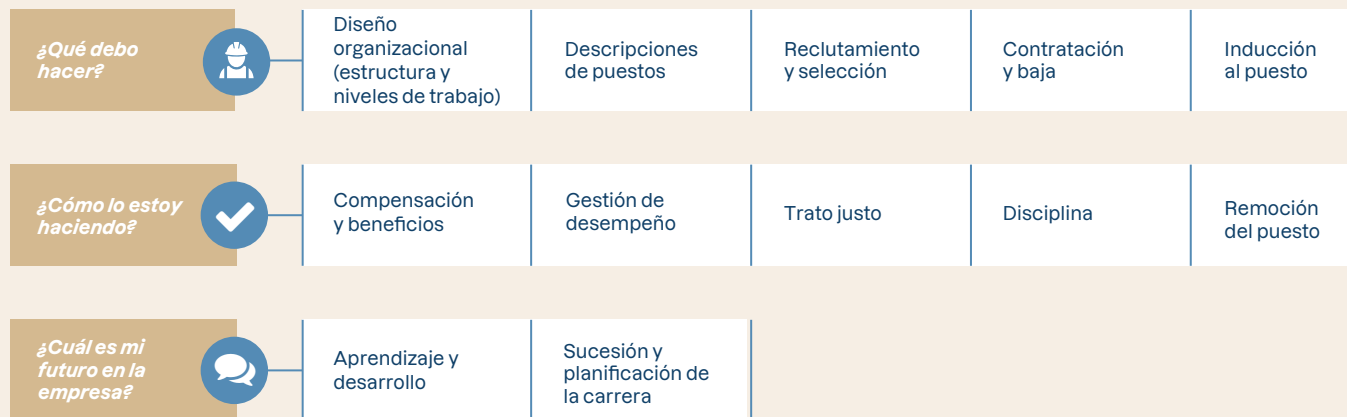 ¿Qué debo
hacer?
Diseño
organizacional
(estructura y
niveles de trabajo)
Descripciones
de puestos
Reclutamiento
y selección
Contratación
y baja
Inducción
al puesto
¿Cómo lo estoy
haciendo?
Compensación
y beneficios
Gestión de
desempeño
Trato justo
Disciplina
Remoción
del puesto
¿Cuál es mi
futuro en la
empresa?
Aprendizaje y
desarrollo
Sucesión y
planificación de
la carrera